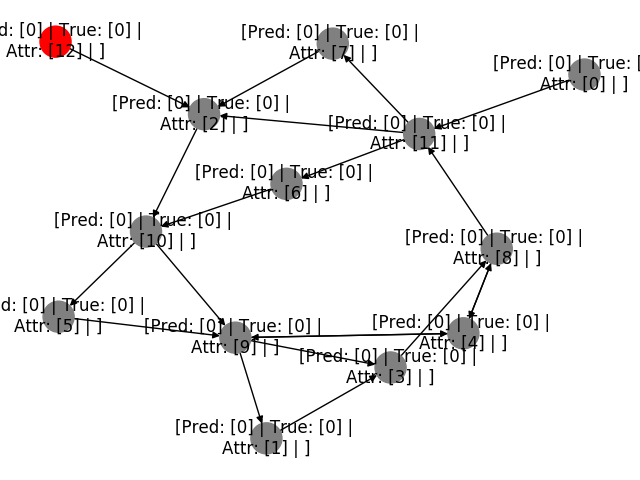 d: [0] | True: [0] |
Attr: [12] | ]
[Pred: [0] | True: [0] |
Attr: [7] | ]
[Pred: [0] | True: [
Attr: [0] | ]
[Pred: [0] | True: [0] |
Attr: [2] | ]
[Pred: [0] | True: [0] |
Attr: [11] | ]
[Pred: [0] | True: [0] |
Attr: [6] | ]
[Pred: [0] | True: [0] |
Attr: [10] | ]
[Pred: [0] | True: [0] |
Attr: [8] | ]
d: [0] | True: [0] |
Attr: [5] | ]
[Pred: [0] | True: [0] |
Attr: [9] | ]
[Pred: [0] | True: [0] |
Attr: [4] | ]
[Pred: [0] | True: [0] |
Attr: [3] | ]
[Pred: [0] | True: [0] |
Attr: [1] | ]